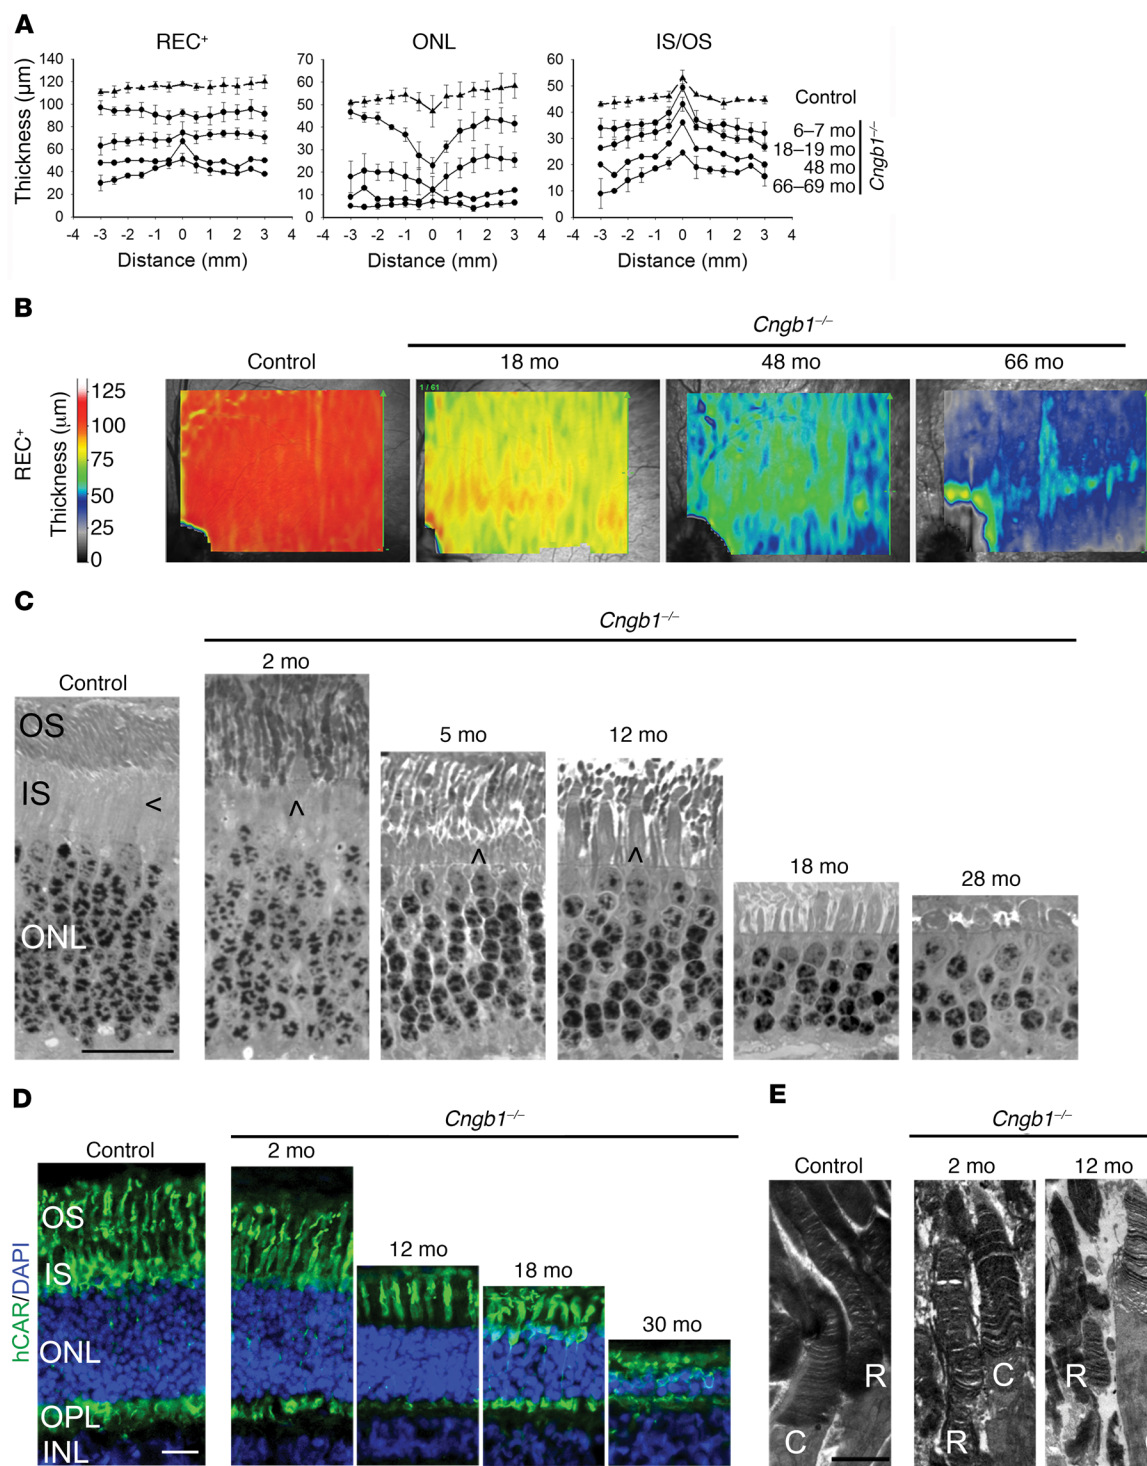 A
REC⁺
ONL
IS/OS
Thickness (μm)
140
120
100
80
60
40
20
0
-4 -3 -2 -1 0 1 2 3 4
Distance (mm)
70
60
50
40
30
20
10
0
-4 -3 -2 -1 0 1 2 3 4
Distance (mm)
60
50
40
30
20
10
0
-4 -3 -2 -1 0 1 2 3 4
Distance (mm)
Control
6–7 mo
18–19 mo
48 mo
66–69 mo
Cngb1⁻/⁻
B
Cngb1⁻/⁻
Control
18 mo
48 mo
66 mo
REC⁺
Thickness (μm)
125
100
75
50
25
0
1 / 61
C
Cngb1⁻/⁻
Control
2 mo
5 mo
12 mo
18 mo
28 mo
OS
IS
ONL
<
^
^
^
D
Cngb1⁻/⁻
Control
2 mo
12 mo
18 mo
30 mo
hCAR/DAPI
OS
IS
ONL
OPL
INL
E
Cngb1⁻/⁻
Control
2 mo
12 mo
R
C
C
R
R